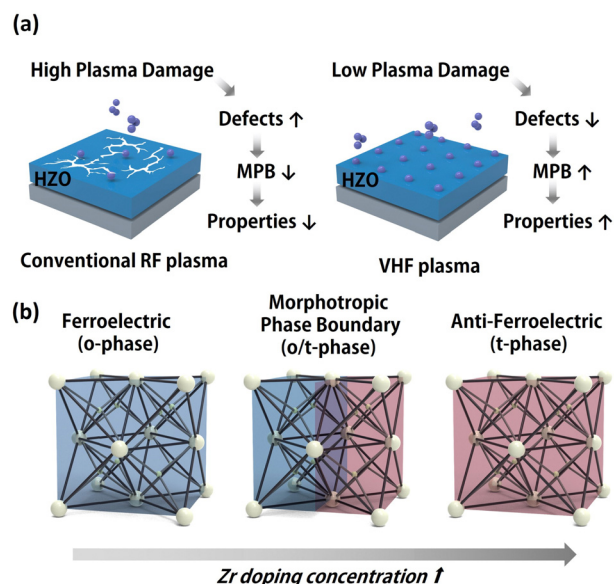 (a)
High Plasma Damage
Defects ↑
MPB ↓
Properties ↓
HZO
Conventional RF plasma
Low Plasma Damage
Defects ↓
MPB ↑
Properties ↑
HZO
VHF plasma
(b)
Ferroelectric
(o-phase)
Morphotropic
Phase Boundary
(o/t-phase)
Anti-Ferroelectric
(t-phase)
Zr doping concentration ↑